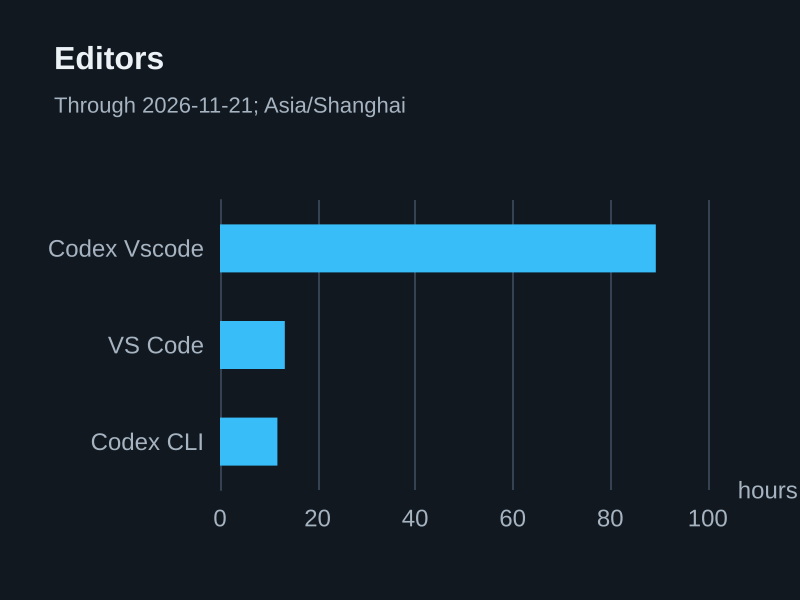 Editors
Through 2026-11-21; Asia/Shanghai
Codex Vscode
VS Code
Codex CLI
hours
0 20 40 60 80 100